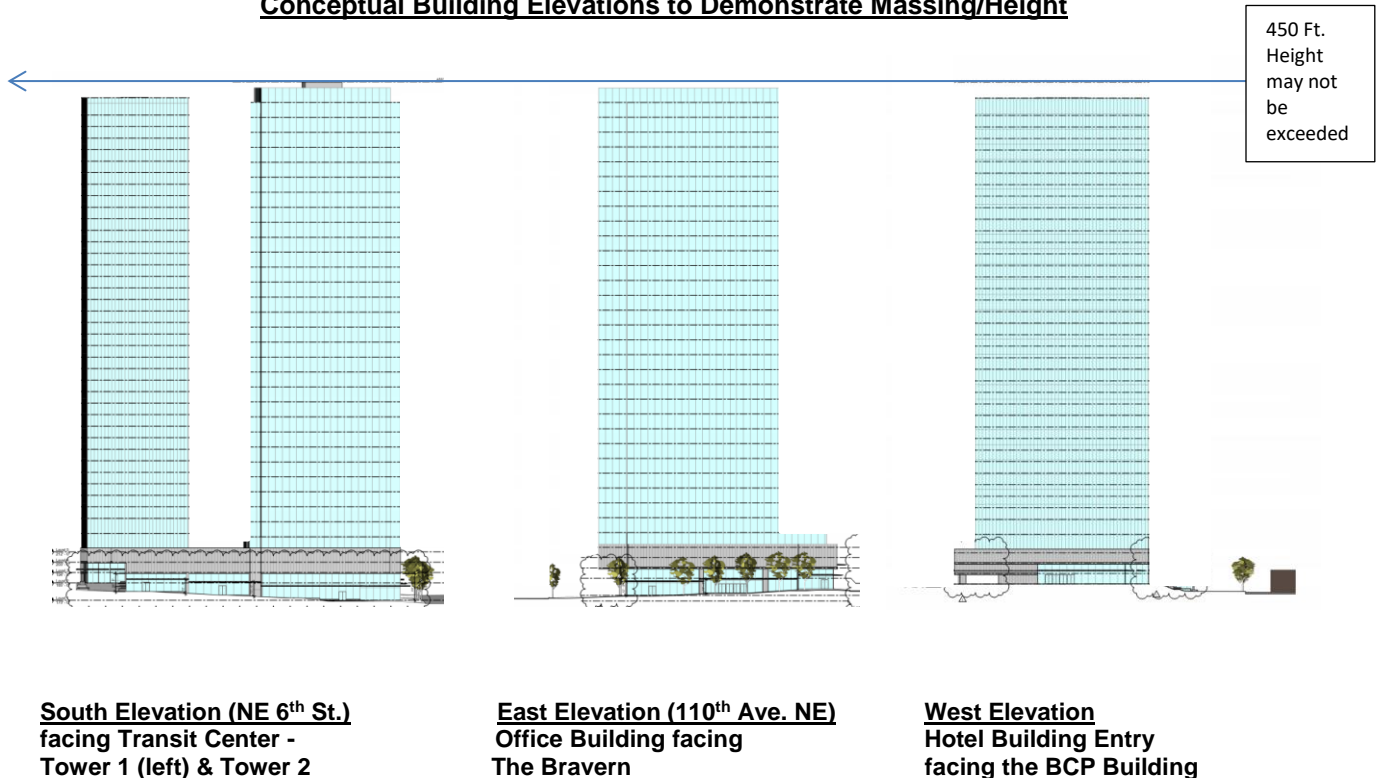 Conceptual Building Elevations to Demonstrate Massing/Height
450 Ft.
Height
may not
be
exceeded
South Elevation (NE 6th St.)
facing Transit Center -
Tower 1 (left) & Tower 2
East Elevation (110th Ave. NE)
Office Building facing
The Bravern
West Elevation
Hotel Building Entry
facing the BCP Building